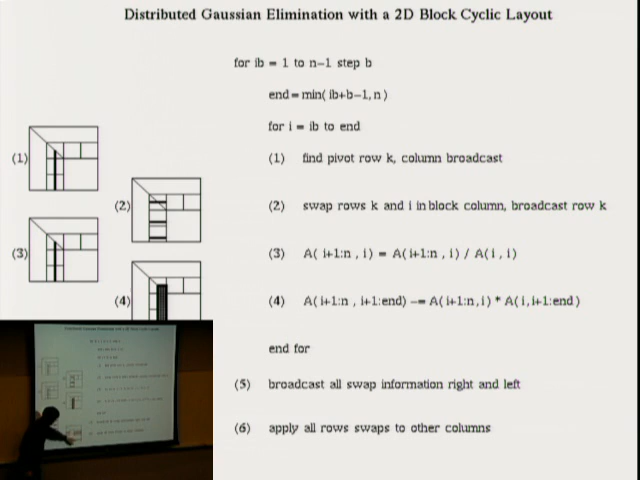 Distributed Gaussian Elimination with a 2D Block Cyclic Layout
for ib = 1 to n-1 step b
end = min( ib+b-1, n )
for i = ib to end
(1) (1) find pivot row k, column broadcast
(2) (2) swap rows k and i in block column, broadcast row k
(3) (3) A( i+1:n , i ) = A( i+1:n , i ) / A( i , i )
(4) (4) A( i+1:n , i+1:end ) -= A( i+1:n, i ) * A( i, i+1:end )
end for
(5) broadcast all swap information right and left
(6) apply all rows swaps to other columns